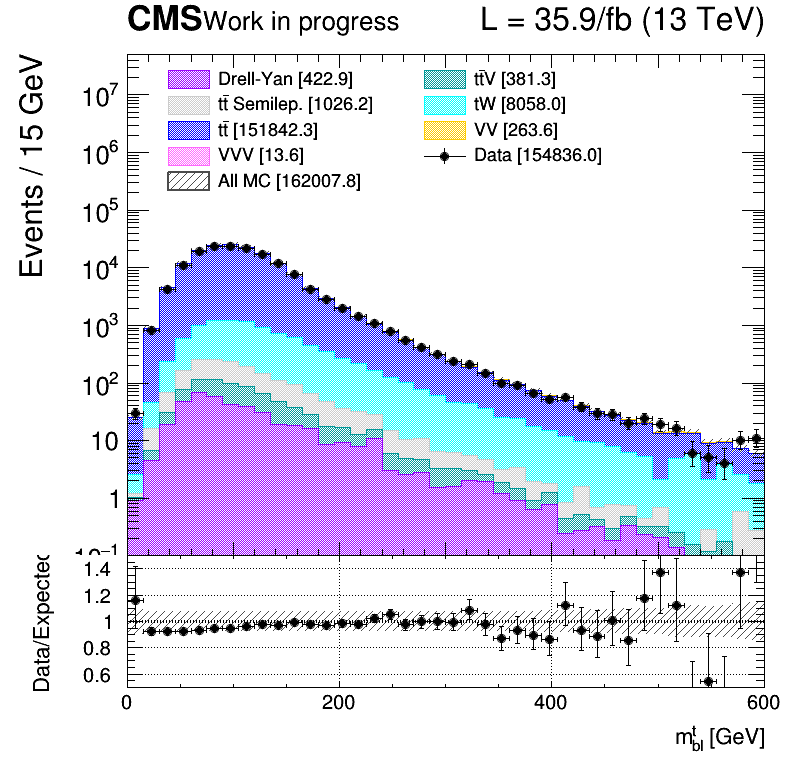 CMS Work in progress L = 35.9/fb (13 TeV)
Events / 15 GeV
Drell-Yan [422.9]
tt̄ Semilep. [1026.2]
tt̄ [151842.3]
VVV [13.6]
All MC [162007.8]
tt̄V [381.3]
tW [8058.0]
VV [263.6]
Data [154836.0]
10⁷
10⁶
10⁵
10⁴
10³
10²
10
1
10⁻¹
Data/Expected
1.4
1.2
1
0.8
0.6
0 200 400 600
mᵗbl [GeV]